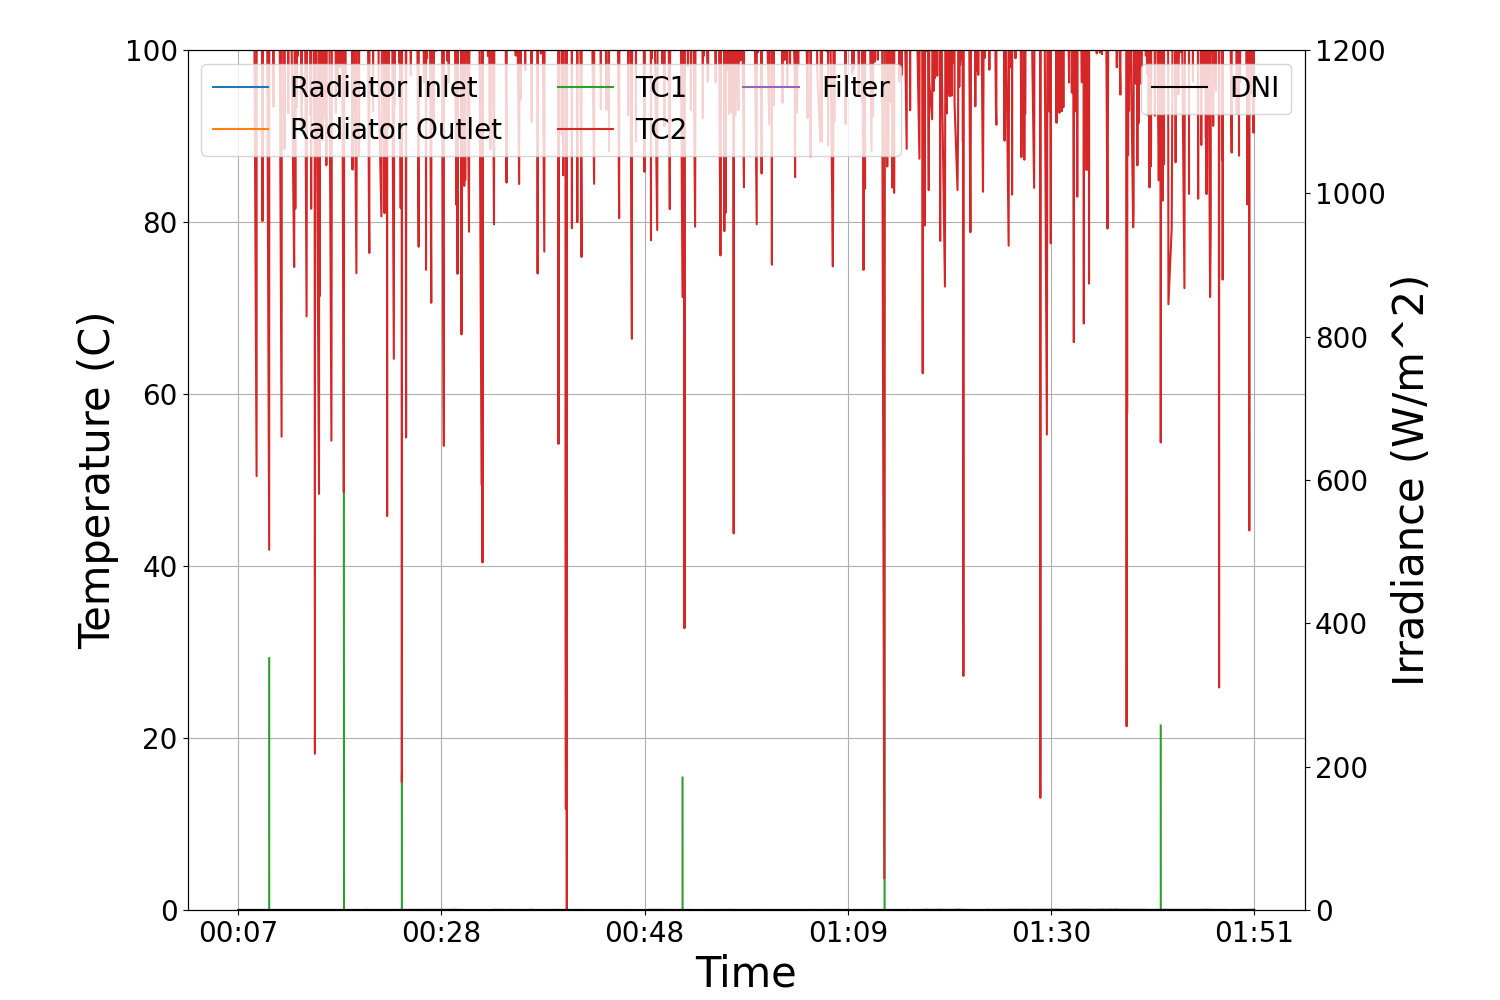 100
80
60
40
20
0
Temperature (C)
Radiator Inlet
Radiator Outlet
TC1
TC2
Filter
DNI
1200
1000
800
600
400
200
0
Irradiance (W/m^2)
00:07
00:28
00:48
01:09
01:30
01:51
Time